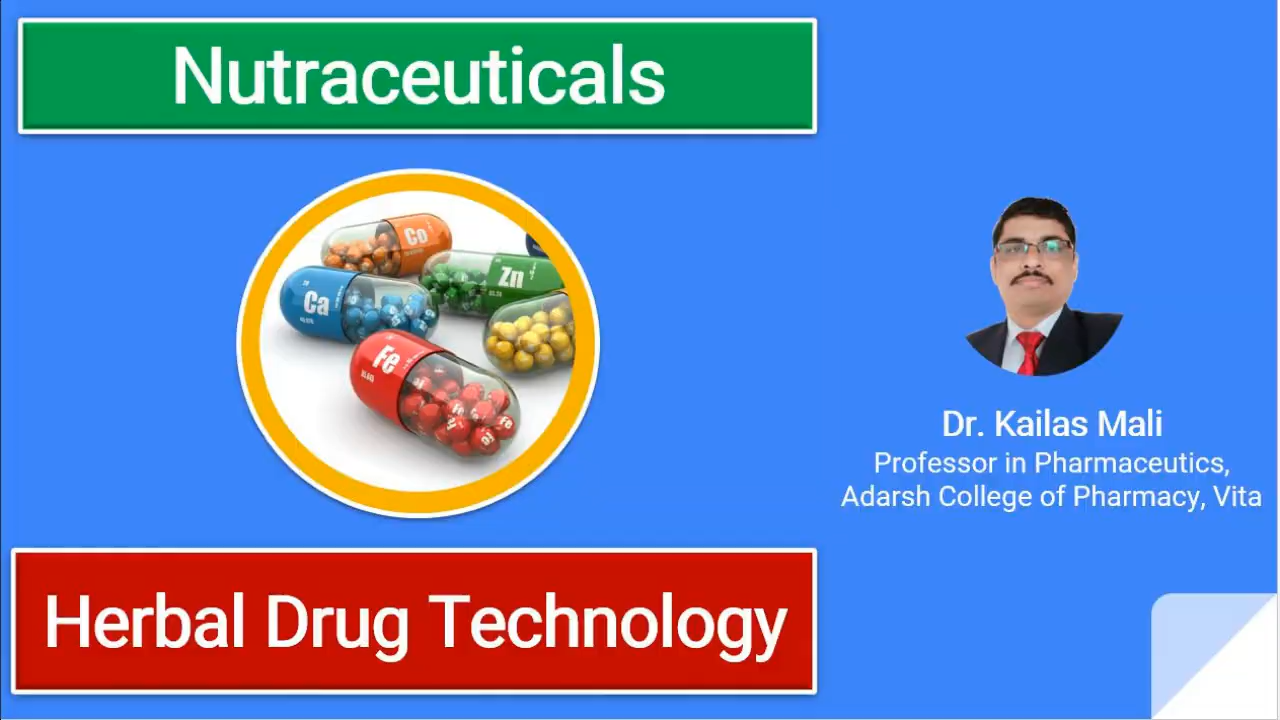 Nutraceuticals
Co
Zn
Ca
Fe
Dr. Kailas Mali
Professor in Pharmaceutics,
Adarsh College of Pharmacy, Vita
Herbal Drug Technology